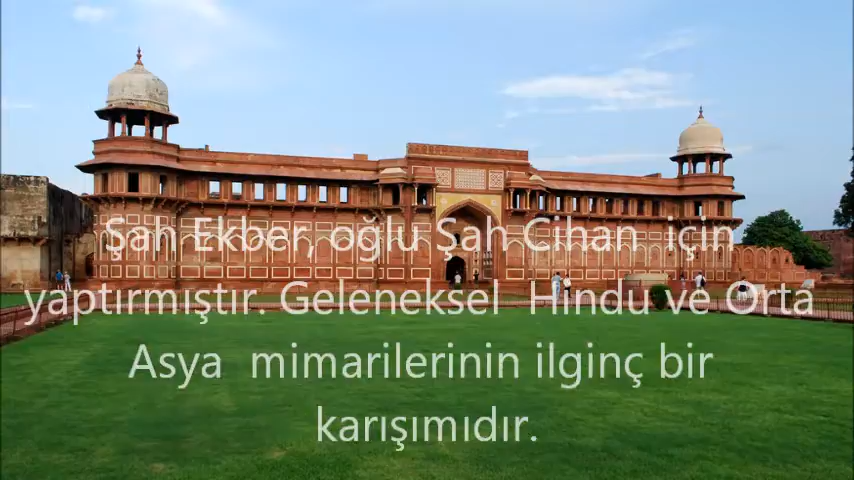 Şah Ekber, oğlu Şah Cihan  için
yaptırmıştır. Geleneksel  Hindu ve Orta
Asya  mimarilerinin ilginç bir
karışımıdır.